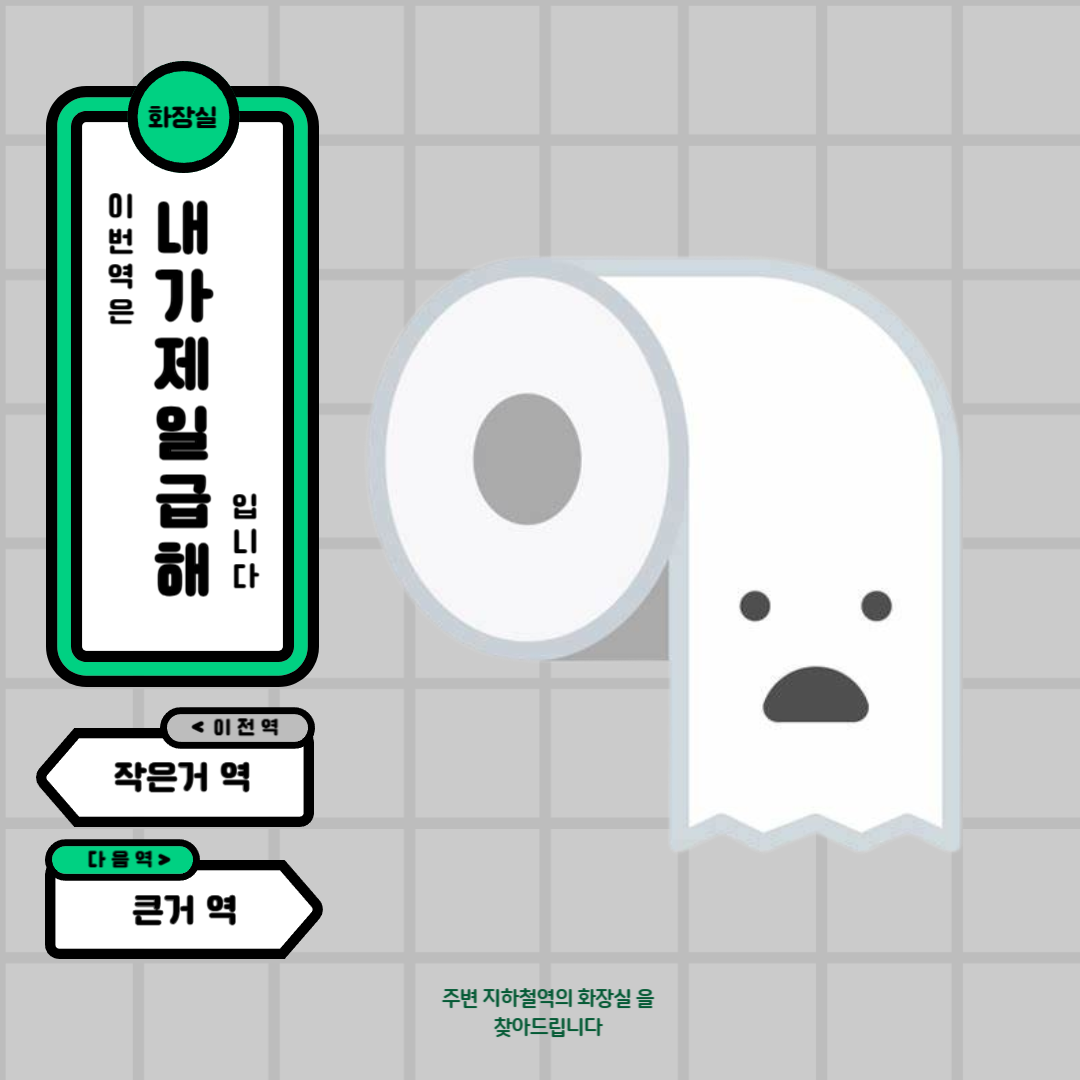 화장실
이번역은
내가제일급해
입니다
< 이전역
작은거 역
다음역 >
큰거 역
주변 지하철역의 화장실 을
찾아드립니다